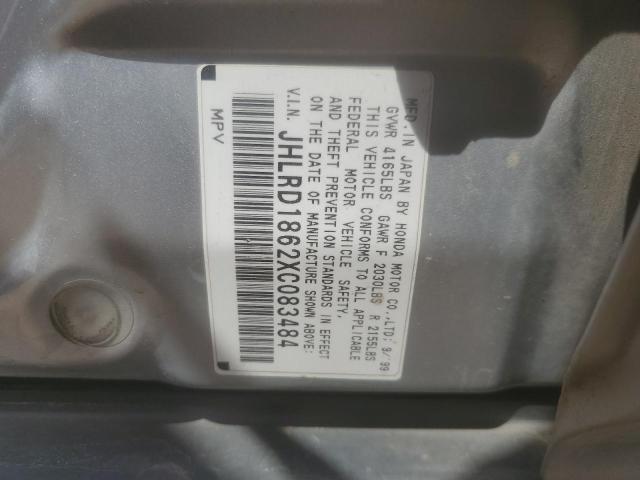 MFD. IN JAPAN BY HONDA MOTOR CO.,LTD; 9/'99
GVWR 4165LBS GAWR F 2030LBS R 2155LBS
THIS VEHICLE CONFORMS TO ALL APPLICABLE
FEDERAL MOTOR VEHICLE SAFETY,
AND THEFT PREVENTION STANDARDS IN EFFECT
ON THE DATE OF MANUFACTURE SHOWN ABOVE:
V.I.N. JHLRD1862XC083484
MPV